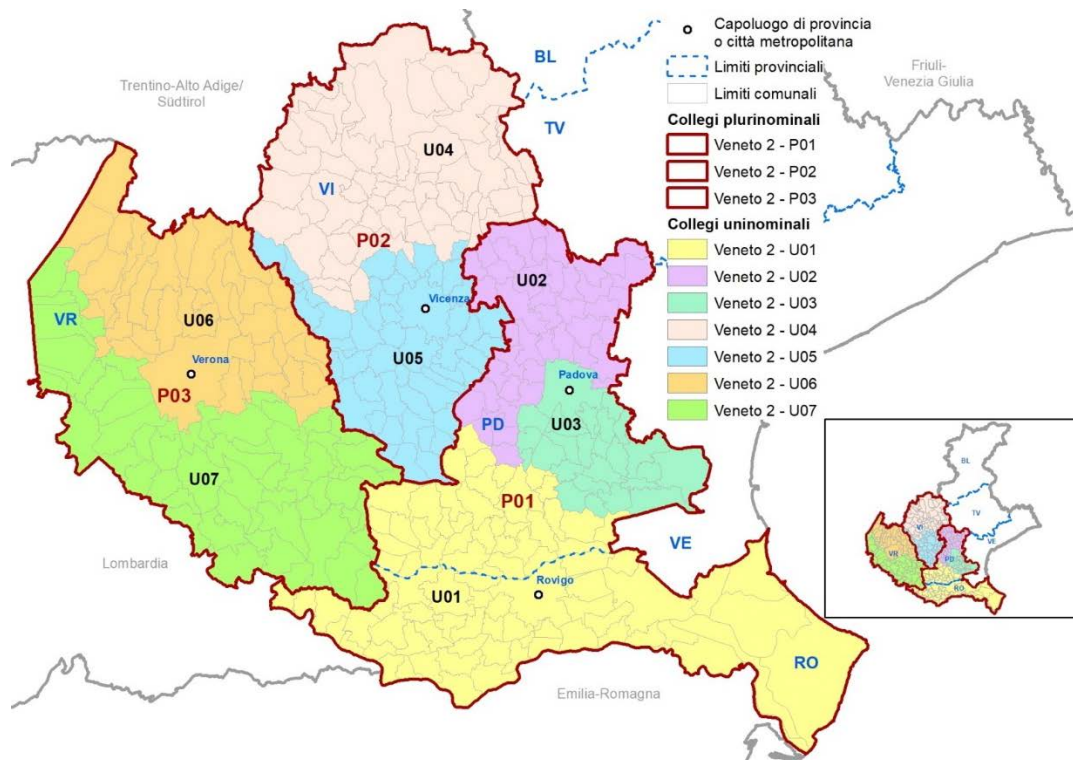 Capoluogo di provincia
o città metropolitana
Limiti provinciali
Limiti comunali
Collegi plurinominali
Veneto 2 - P01
Veneto 2 - P02
Veneto 2 - P03
Collegi uninominali
Veneto 2 - U01
Veneto 2 - U02
Veneto 2 - U03
Veneto 2 - U04
Veneto 2 - U05
Veneto 2 - U06
Veneto 2 - U07
Trentino-Alto Adige/
Südtirol
BL
TV
Friuli-
Venezia Giulia
U04
VI
P02
U02
Vicenza
VR
U06
U05
Verona
P03
Padova
PD
U03
U07
P01
VE
Lombardia
Rovigo
U01
RO
Emilia-Romagna
BL
TV
VE
VI
VR
PD
RO